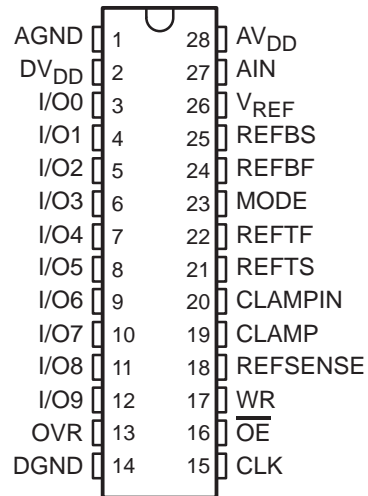 AGND 1 28 AVDD
DVDD 2 27 AIN
I/O0 3 26 VREF
I/O1 4 25 REFBS
I/O2 5 24 REFBF
I/O3 6 23 MODE
I/O4 7 22 REFTF
I/O5 8 21 REFTS
I/O6 9 20 CLAMPIN
I/O7 10 19 CLAMP
I/O8 11 18 REFSENSE
I/O9 12 17 WR
OVR 13 16 O̅E̅
DGND 14 15 CLK